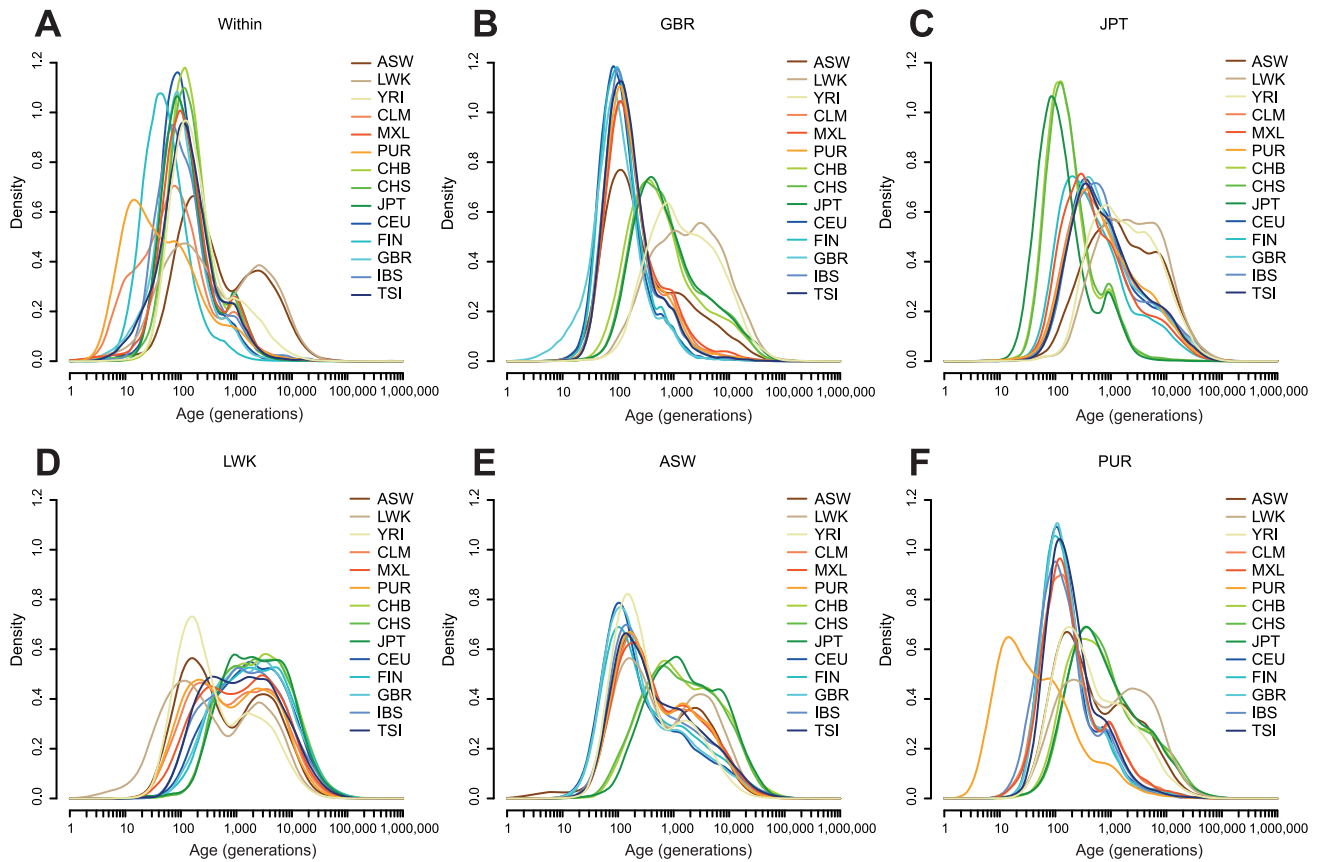 A
Within
1.2
1.0
0.8
0.6
0.4
0.2
0.0
Density
1 10 100 1,000 10,000 100,000 1,000,000
Age (generations)
ASW
LWK
YRI
CLM
MXL
PUR
CHB
CHS
JPT
CEU
FIN
GBR
IBS
TSI
B
GBR
1.2
1.0
0.8
0.6
0.4
0.2
0.0
Density
1 10 100 1,000 10,000 100,000 1,000,000
Age (generations)
ASW
LWK
YRI
CLM
MXL
PUR
CHB
CHS
JPT
CEU
FIN
GBR
IBS
TSI
C
JPT
1.2
1.0
0.8
0.6
0.4
0.2
0.0
Density
1 10 100 1,000 10,000 100,000 1,000,000
Age (generations)
ASW
LWK
YRI
CLM
MXL
PUR
CHB
CHS
JPT
CEU
FIN
GBR
IBS
TSI
D
LWK
1.2
1.0
0.8
0.6
0.4
0.2
0.0
Density
1 10 100 1,000 10,000 100,000 1,000,000
Age (generations)
ASW
LWK
YRI
CLM
MXL
PUR
CHB
CHS
JPT
CEU
FIN
GBR
IBS
TSI
E
ASW
1.2
1.0
0.8
0.6
0.4
0.2
0.0
Density
1 10 100 1,000 10,000 100,000 1,000,000
Age (generations)
ASW
LWK
YRI
CLM
MXL
PUR
CHB
CHS
JPT
CEU
FIN
GBR
IBS
TSI
F
PUR
1.2
1.0
0.8
0.6
0.4
0.2
0.0
Density
1 10 100 1,000 10,000 100,000 1,000,000
Age (generations)
ASW
LWK
YRI
CLM
MXL
PUR
CHB
CHS
JPT
CEU
FIN
GBR
IBS
TSI